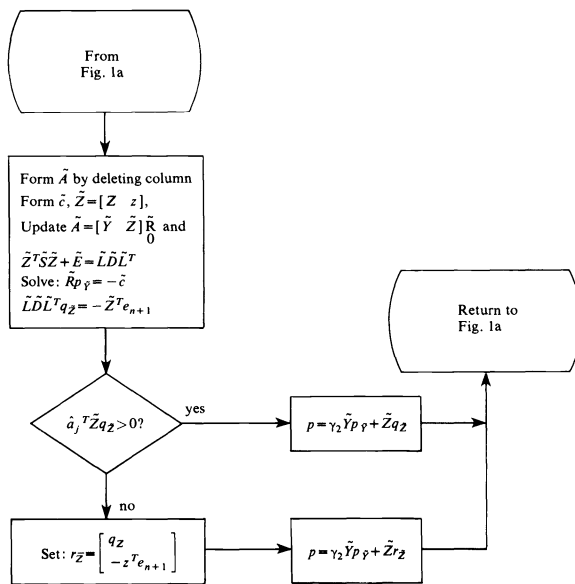 From
Fig. 1a
Form Ã by deleting column
Form c̃, Z̃=[Z z],
Update Ã=[Ỹ Z̃]R̃ and
0
Z̃ᵀS̃Z̃+Ẽ=L̃D̃L̃ᵀ
Solve: R̃p_Ỹ=−c̃
L̃D̃L̃ᵀq_Z̃=−Z̃ᵀe_{n+1}
â_jᵀZ̃q_Z̃>0?
yes
p=γ₂Ỹp_Ỹ+Z̃q_Z̃
Return to
Fig. 1a
no
Set: r_Z̃=[q_Z
−zᵀe_{n+1}]
p=γ₂Ỹp_Ỹ+Z̃r_Z̃